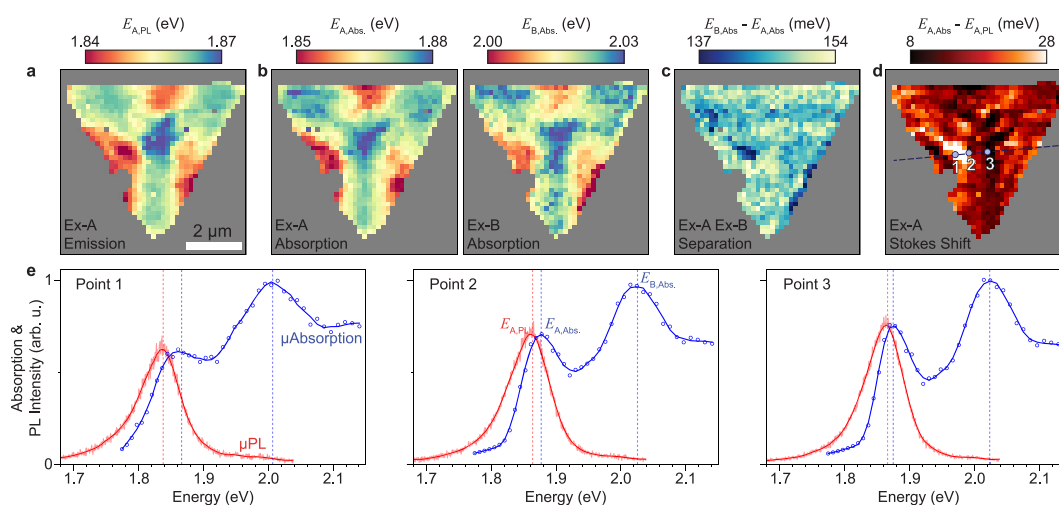 E_A,PL (eV)
1.84 1.87
E_A,Abs. (eV)
1.85 1.88
E_B,Abs. (eV)
2.00 2.03
E_B,Abs - E_A,Abs (meV)
137 154
E_A,Abs - E_A,PL (meV)
8 28
a
Ex-A
Emission
2 μm
b
Ex-A
Absorption
Ex-B
Absorption
c
Ex-A Ex-B
Separation
d
1 2 3
Ex-A
Stokes Shift
e
Absorption &
PL Intensity (arb. u.)
1
0
Point 1
μAbsorption
μPL
1.7 1.8 1.9 2.0 2.1
Energy (eV)
Point 2
E_A,PL
E_A,Abs.
E_B,Abs.
1.7 1.8 1.9 2.0 2.1
Energy (eV)
Point 3
1.7 1.8 1.9 2.0 2.1
Energy (eV)